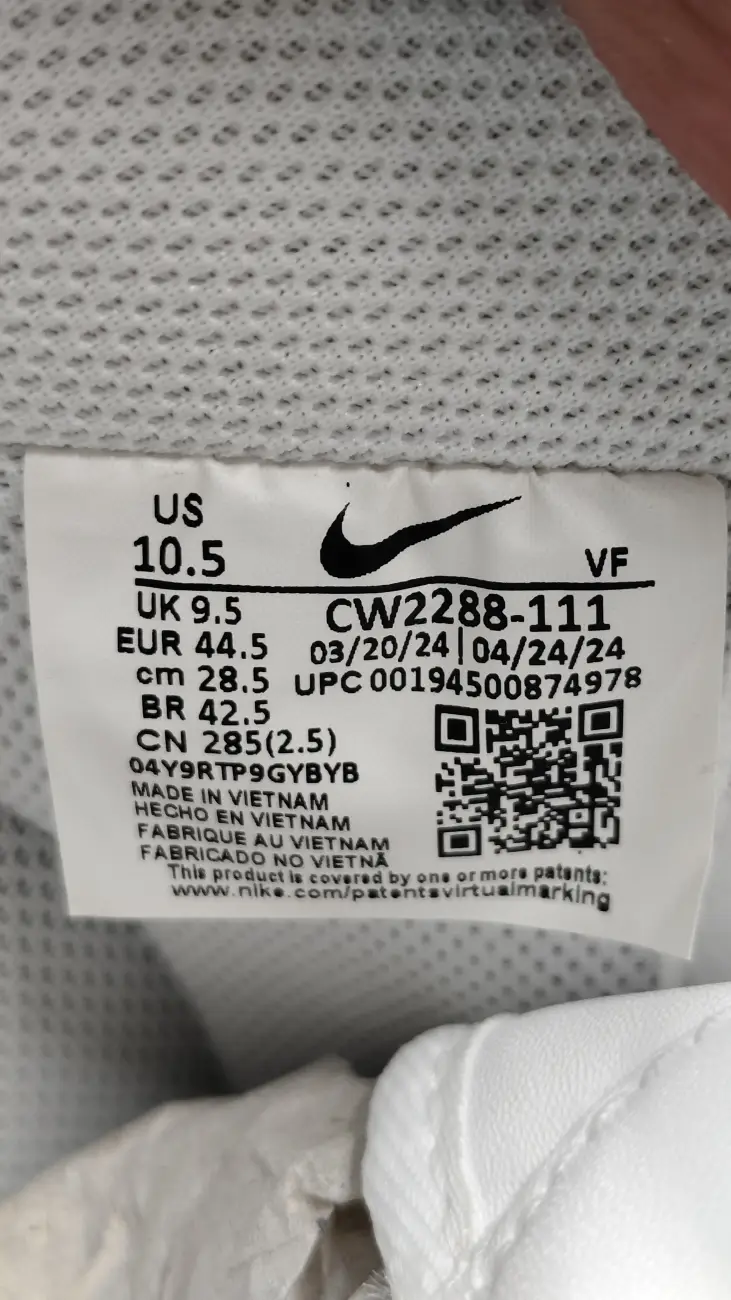 US
10.5
VF
UK 9.5
CW2288-111
EUR 44.5
03/20/24|04/24/24
cm 28.5
UPC 00194500874978
BR 42.5
CN 285(2.5)
04Y9RTP9GYBYB
MADE IN VIETNAM
HECHO EN VIETNAM
FABRIQUE AU VIETNAM
FABRICADO NO VIETNÃ
This product is covered by one or more patents:
www.nike.com/patentsvirtualmarking